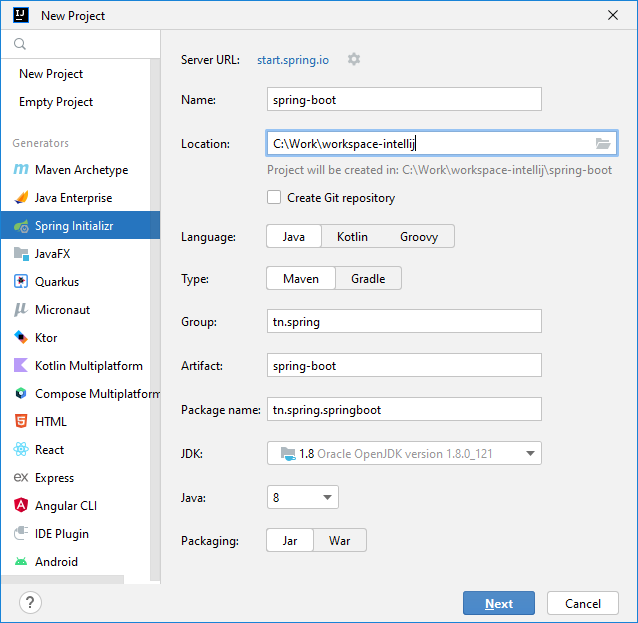 New Project
New Project
Empty Project
Generators
Maven Archetype
Java Enterprise
Spring Initializr
JavaFX
Quarkus
Micronaut
Ktor
Kotlin Multiplatform
Compose Multiplatform
HTML
React
Express
Angular CLI
IDE Plugin
Android
Server URL: start.spring.io
Name: spring-boot
Location: C:\Work\workspace-intellij
Project will be created in: C:\Work\workspace-intellij\spring-boot
Create Git repository
Language: Java Kotlin Groovy
Type: Maven Gradle
Group: tn.spring
Artifact: spring-boot
Package name: tn.spring.springboot
JDK: 1.8 Oracle OpenJDK version 1.8.0_121
Java: 8
Packaging: Jar War
? Next Cancel